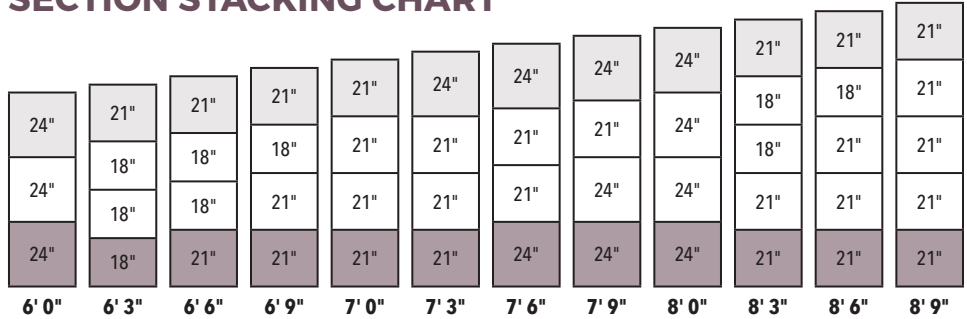 SECTION STACKING CHART
24" 24" 24" 6' 0"
21" 18" 18" 18" 6' 3"
21" 18" 18" 21" 6' 6"
21" 18" 21" 21" 6' 9"
21" 21" 21" 21" 7' 0"
24" 21" 21" 21" 7' 3"
24" 21" 21" 24" 7' 6"
24" 21" 24" 24" 7' 9"
24" 24" 24" 24" 8' 0"
21" 18" 18" 21" 21" 8' 3"
21" 18" 21" 21" 21" 8' 6"
21" 21" 21" 21" 21" 8' 9"